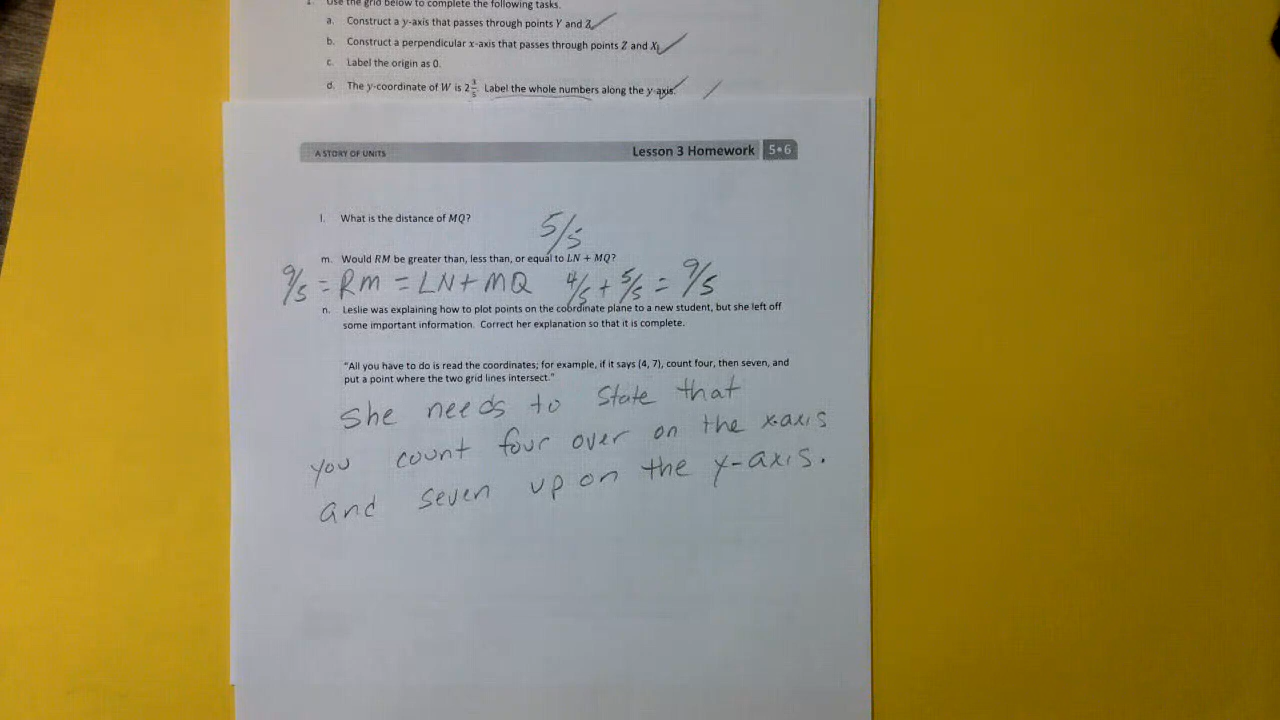 1. Use the grid below to complete the following tasks.
a. Construct a y-axis that passes through points Y and Z.
b. Construct a perpendicular x-axis that passes through points Z and X.
c. Label the origin as 0.
d. The y-coordinate of W is 2 3/5. Label the whole numbers along the y-axis.
A STORY OF UNITS Lesson 3 Homework 5•6
l. What is the distance of MQ?
5/5
m. Would RM be greater than, less than, or equal to LN + MQ?
9/5 = RM = LN + MQ 4/5 + 5/5 = 9/5
n. Leslie was explaining how to plot points on the coordinate plane to a new student, but she left off
some important information. Correct her explanation so that it is complete.
"All you have to do is read the coordinates; for example, if it says (4, 7), count four, then seven, and
put a point where the two grid lines intersect."
She needs to state that
you count four over on the x-axis
and seven up on the y-axis.